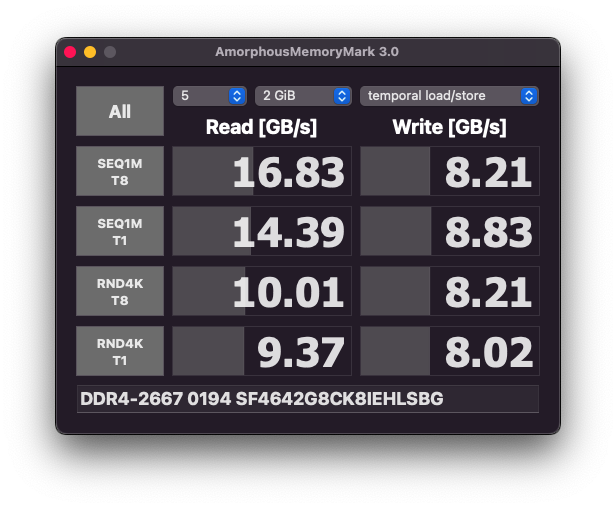 AmorphousMemoryMark 3.0
All
5
2 GiB
temporal load/store
Read [GB/s]
Write [GB/s]
SEQ1M
T8
16.83
8.21
SEQ1M
T1
14.39
8.83
RND4K
T8
10.01
8.21
RND4K
T1
9.37
8.02
DDR4-2667 0194 SF4642G8CK8IEHLSBG